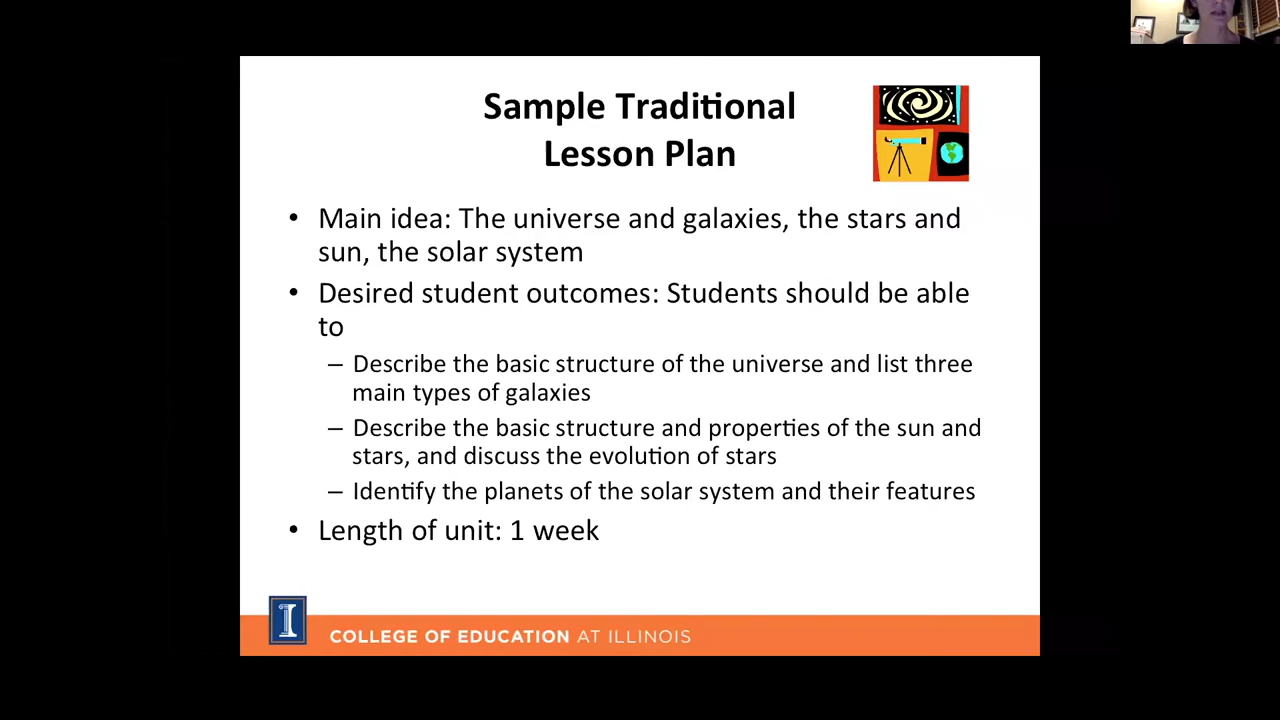 Sample Traditional
Lesson Plan
• Main idea: The universe and galaxies, the stars and
sun, the solar system
• Desired student outcomes: Students should be able
to
– Describe the basic structure of the universe and list three
main types of galaxies
– Describe the basic structure and properties of the sun and
stars, and discuss the evolution of stars
– Identify the planets of the solar system and their features
• Length of unit: 1 week
I
COLLEGE OF EDUCATION AT ILLINOIS